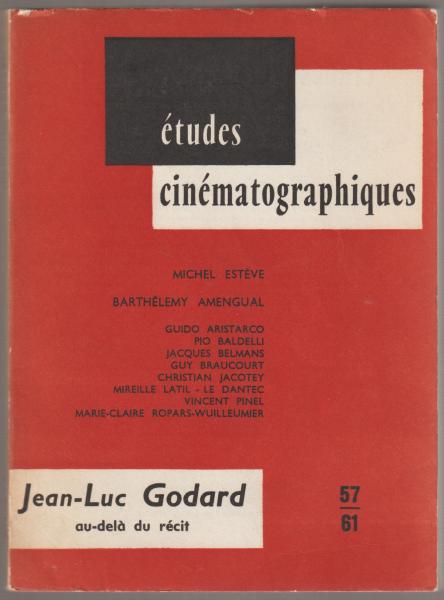 études
cinématographiques
MICHEL ESTÈVE
BARTHÉLEMY AMENGUAL
GUIDO ARISTARCO
PIO BALDELLI
JACQUES BELMANS
GUY BRAUCOURT
CHRISTIAN JACOTEY
MIREILLE LATIL - LE DANTEC
VINCENT PINEL
MARIE-CLAIRE ROPARS-WUILLEUMIER
Jean-Luc Godard
au-delà du récit
57
61